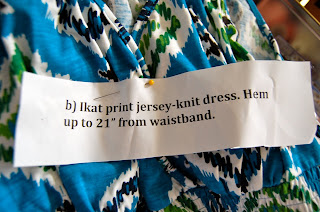 b) Ikat print jersey-knit dress. Hem
up to 21” from waistband.